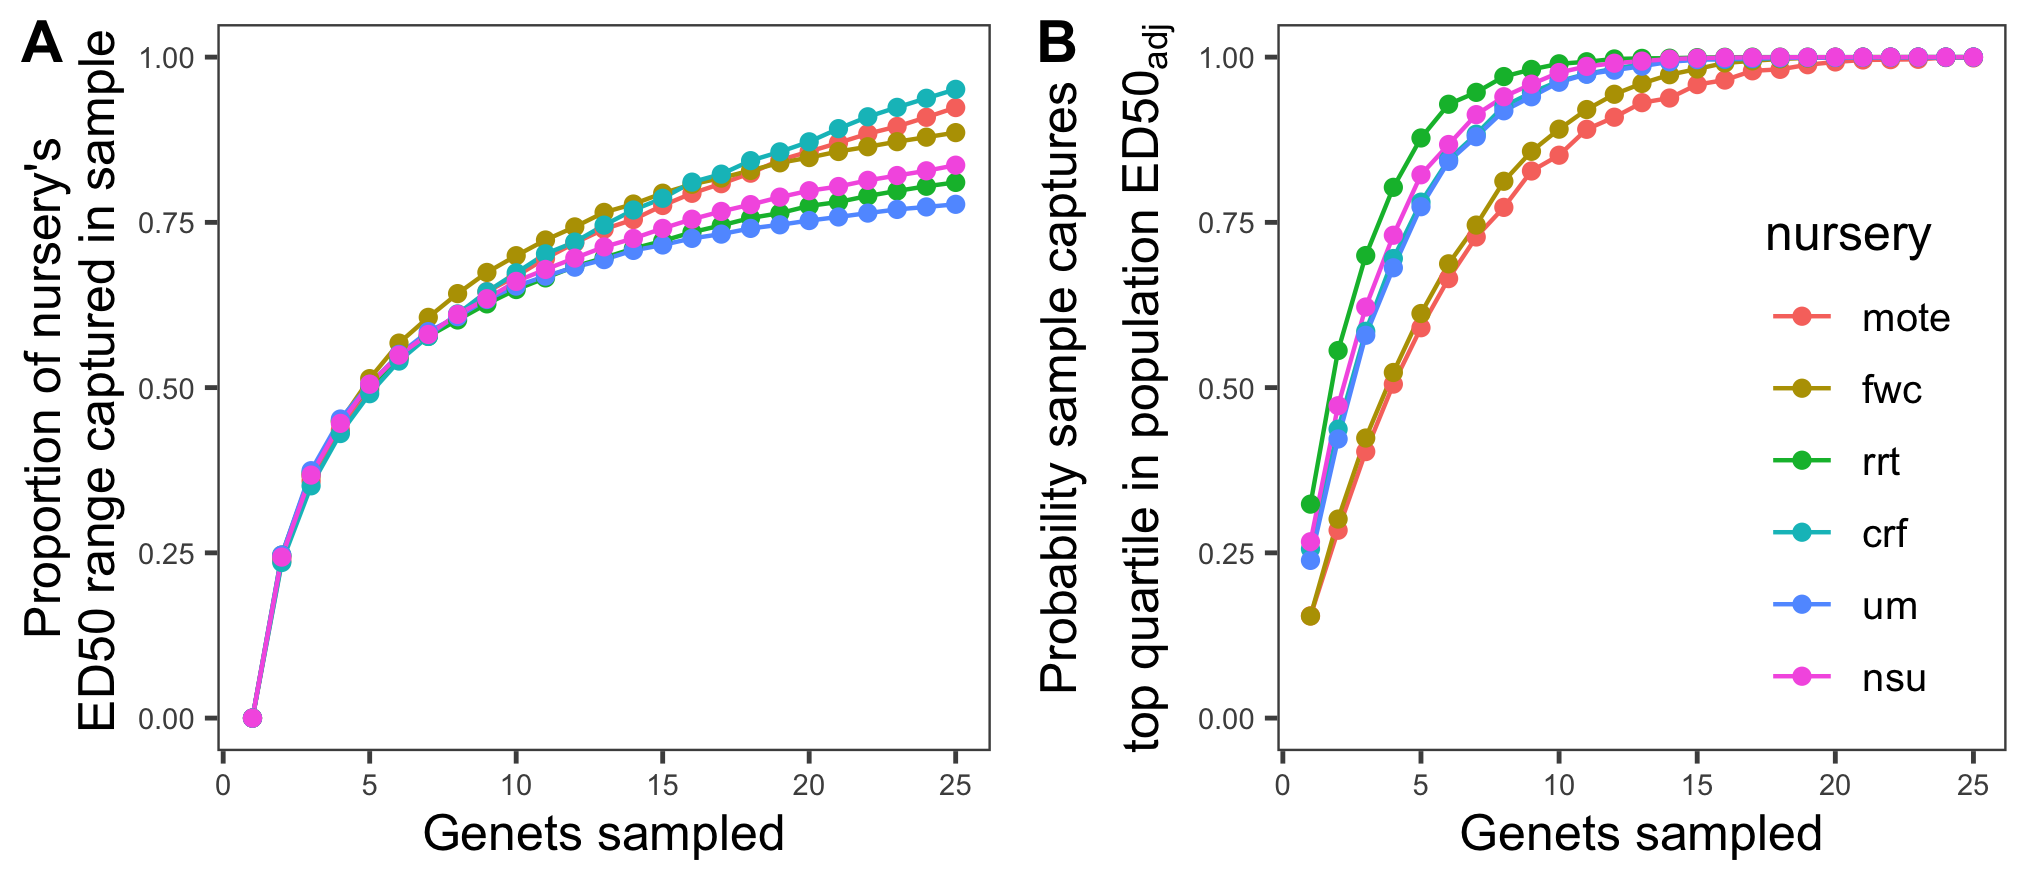 A
Proportion of nursery's
ED50 range captured in sample
1.00
0.75
0.50
0.25
0.00
0 5 10 15 20 25
Genets sampled
B
Probability sample captures
top quartile in population ED50adj
1.00
0.75
0.50
0.25
0.00
0 5 10 15 20 25
Genets sampled
nursery
mote
fwc
rrt
crf
um
nsu